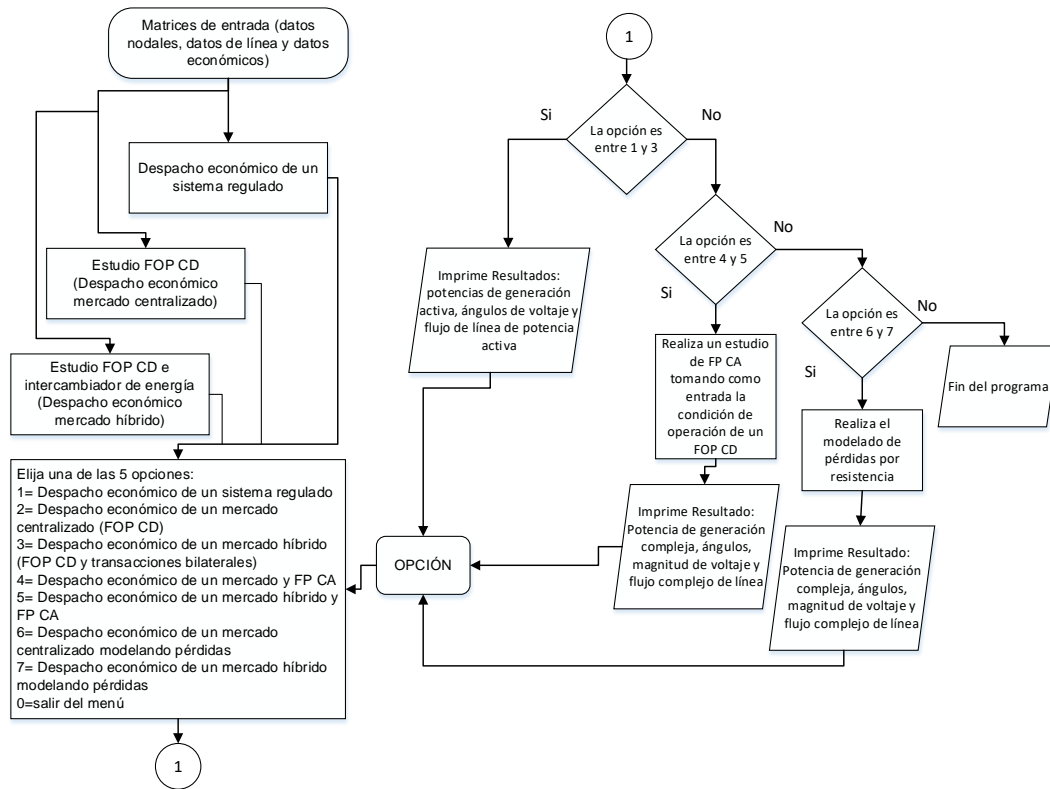 Matrices de entrada (datos
nodales, datos de línea y datos
económicos)
Despacho económico de un
sistema regulado
Estudio FOP CD
(Despacho económico
mercado centralizado)
Estudio FOP CD e
intercambiador de energía
(Despacho económico
mercado híbrido)
Elija una de las 5 opciones:
1= Despacho económico de un sistema regulado
2= Despacho económico de un mercado
centralizado (FOP CD)
3= Despacho económico de un mercado híbrido
(FOP CD y transacciones bilaterales)
4= Despacho económico de un mercado y FP CA
5= Despacho económico de un mercado híbrido y
FP CA
6= Despacho económico de un mercado
centralizado modelando pérdidas
7= Despacho económico de un mercado híbrido
modelando pérdidas
0=salir del menú
1
1
La opción es
entre 1 y 3
Si
No
Imprime Resultados:
potencias de generación
activa, ángulos de voltaje y
flujo de línea de potencia
activa
La opción es
entre 4 y 5
Si
No
Realiza un estudio
de FP CA
tomando como
entrada la
condición de
operación de un
FOP CD
Imprime Resultado:
Potencia de generación
compleja, ángulos,
magnitud de voltaje y
flujo complejo de línea
La opción es
entre 6 y 7
Si
No
Realiza el
modelado de
pérdidas por
resistencia
Imprime Resultado:
Potencia de generación
compleja, ángulos,
magnitud de voltaje y
flujo complejo de línea
Fin del programa
OPCIÓN